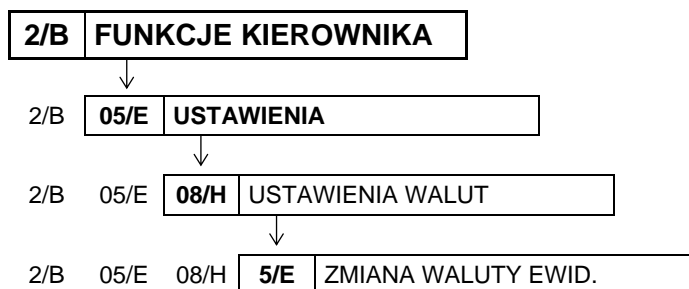 2/B FUNKCJE KIEROWNIKA
2/B 05/E USTAWIENIA
2/B 05/E 08/H USTAWIENIA WALUT
2/B 05/E 08/H 5/E ZMIANA WALUTY EWID.